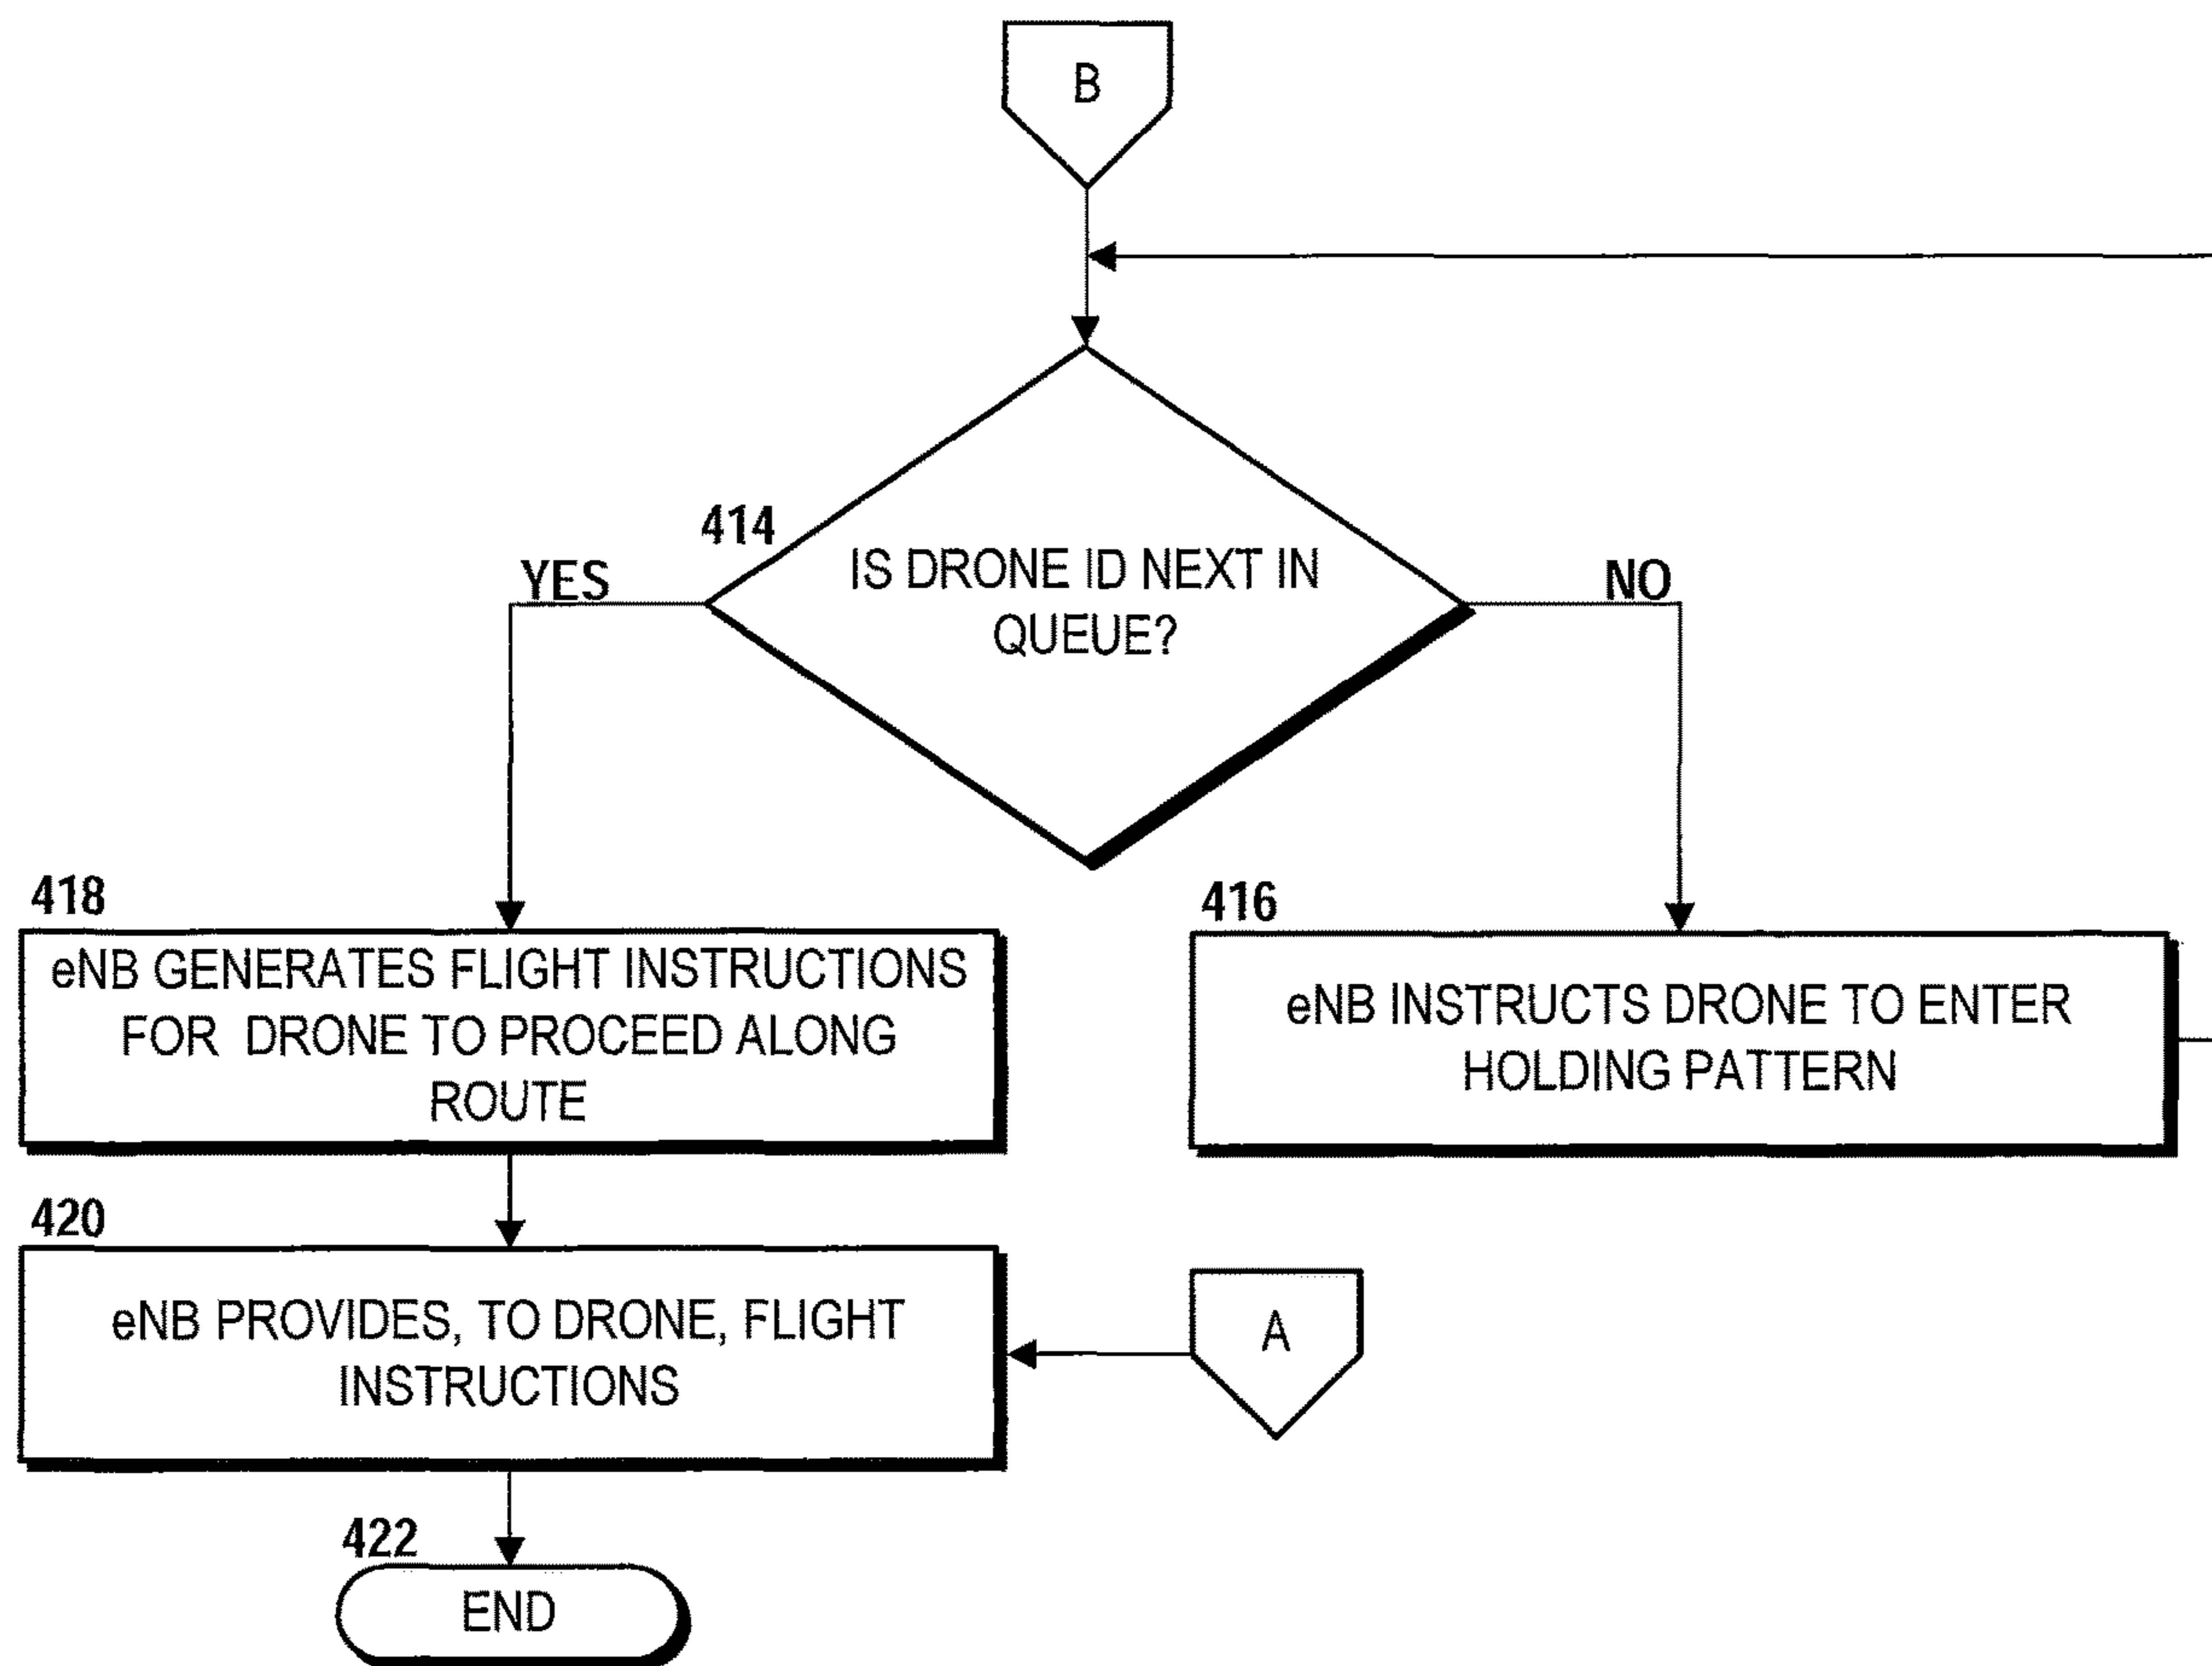 B
414
IS DRONE ID NEXT IN
QUEUE?
YES
NO
418
eNB GENERATES FLIGHT INSTRUCTIONS
FOR DRONE TO PROCEED ALONG
ROUTE
416
eNB INSTRUCTS DRONE TO ENTER
HOLDING PATTERN
420
eNB PROVIDES, TO DRONE, FLIGHT
INSTRUCTIONS
A
422
END